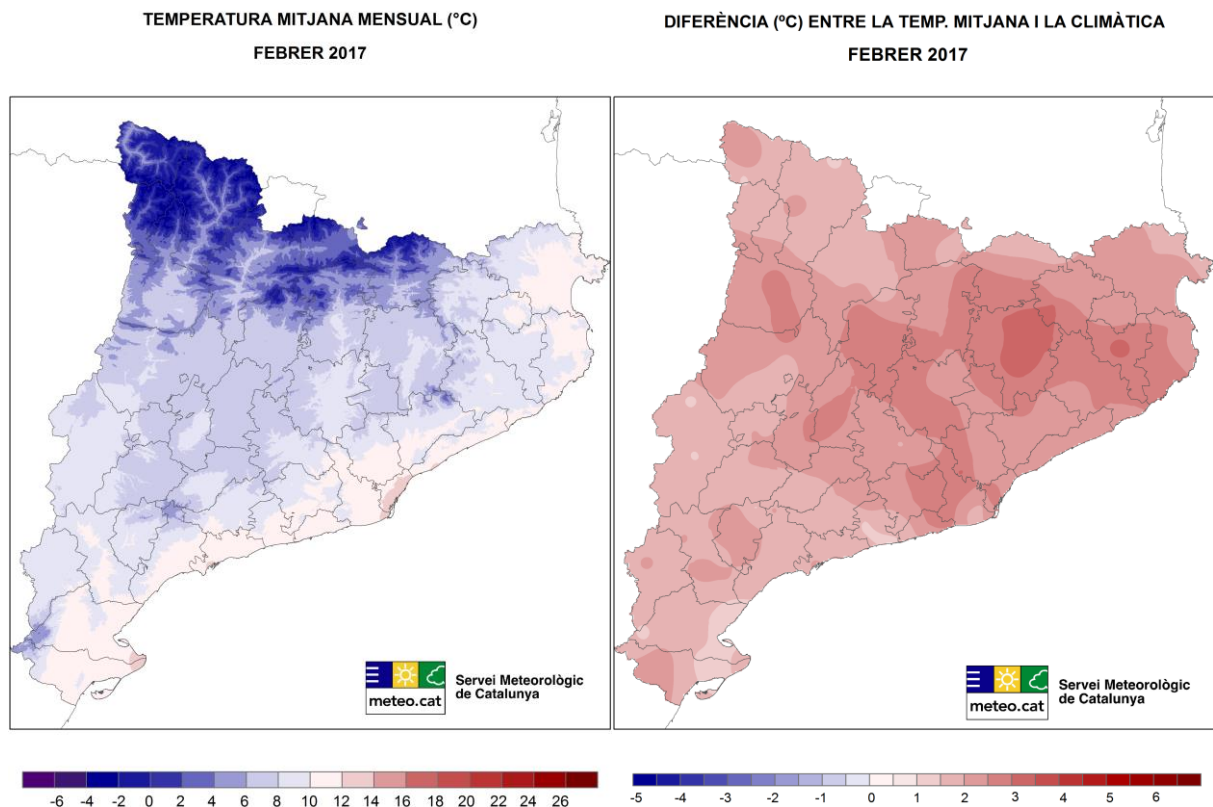 TEMPERATURA MITJANA MENSUAL (°C)
FEBRER 2017
DIFERÈNCIA (ºC) ENTRE LA TEMP. MITJANA I LA CLIMÀTICA
FEBRER 2017
meteo.cat
Servei Meteorològic
de Catalunya
meteo.cat
Servei Meteorològic
de Catalunya
-6 -4 -2 0 2 4 6 8 10 12 14 16 18 20 22 24 26
-5 -4 -3 -2 -1 0 1 2 3 4 5 6